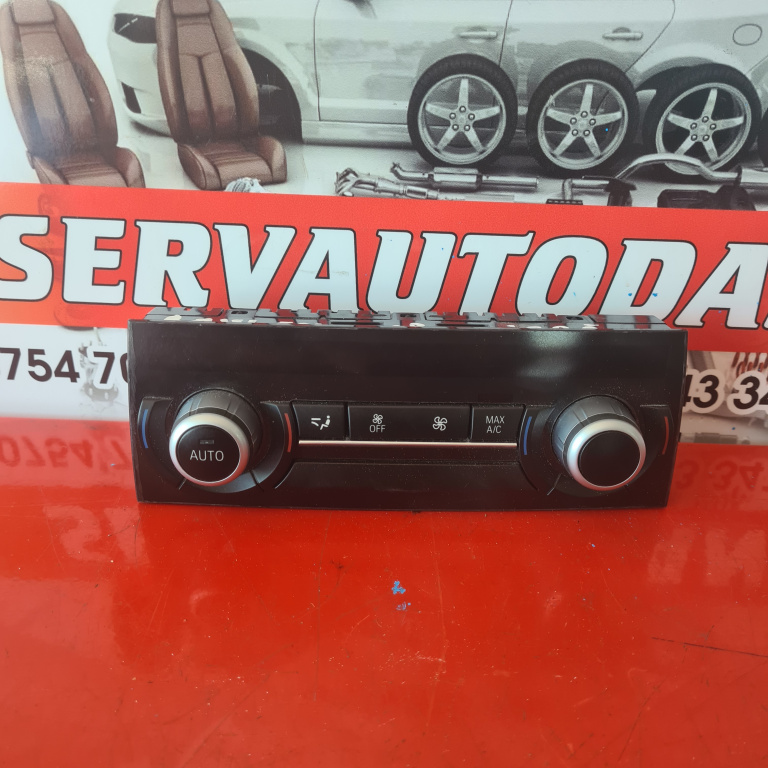 SERVAUTODA
754 7
13 3
AUTO
OFF
MAX
A/C